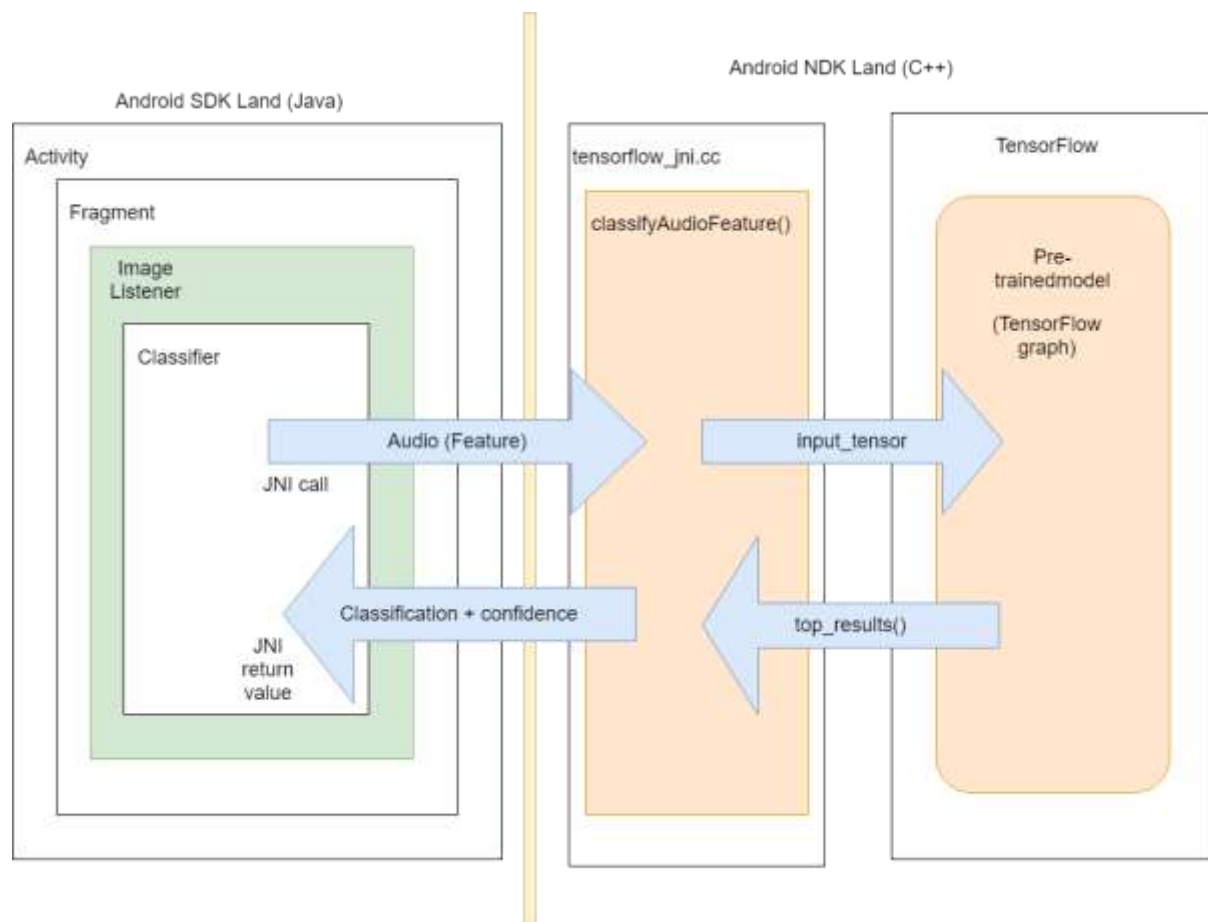 Android NDK Land (C++)
Android SDK Land (Java)
Activity
Fragment
Image
Listener
Classifier
JNI call
JNI
return
value
Audio (Feature)
Classification + confidence
tensorflow_jni.cc
classifyAudioFeature()
input_tensor
top_results()
TensorFlow
Pre-
trainedmodel
(TensorFlow
graph)